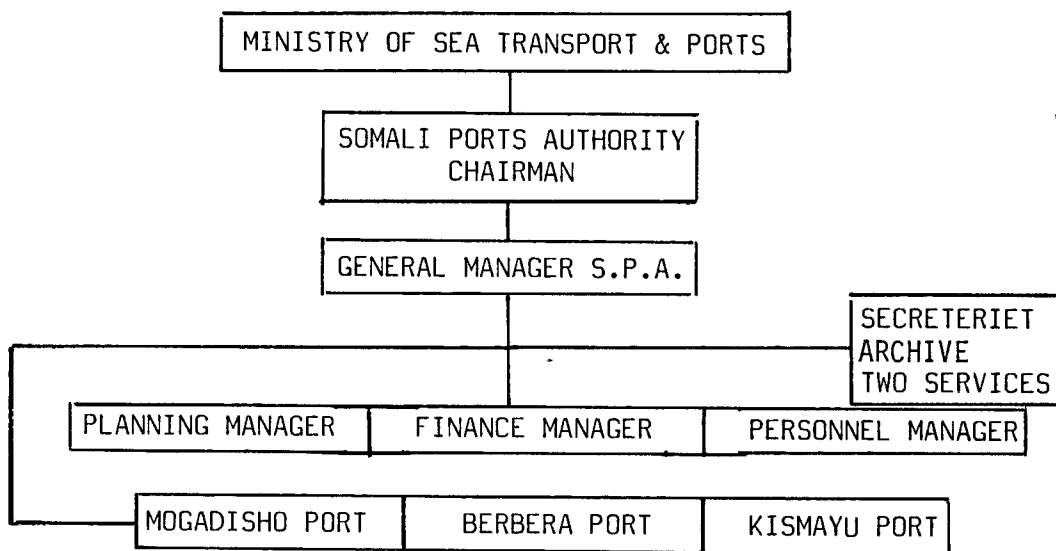 MINISTRY OF SEA TRANSPORT & PORTS
SOMALI PORTS AUTHORITY
CHAIRMAN
GENERAL MANAGER S.P.A.
SECRETERIET
ARCHIVE
TWO SERVICES
PLANNING MANAGER
FINANCE MANAGER
PERSONNEL MANAGER
MOGADISHO PORT
BERBERA PORT
KISMAYU PORT